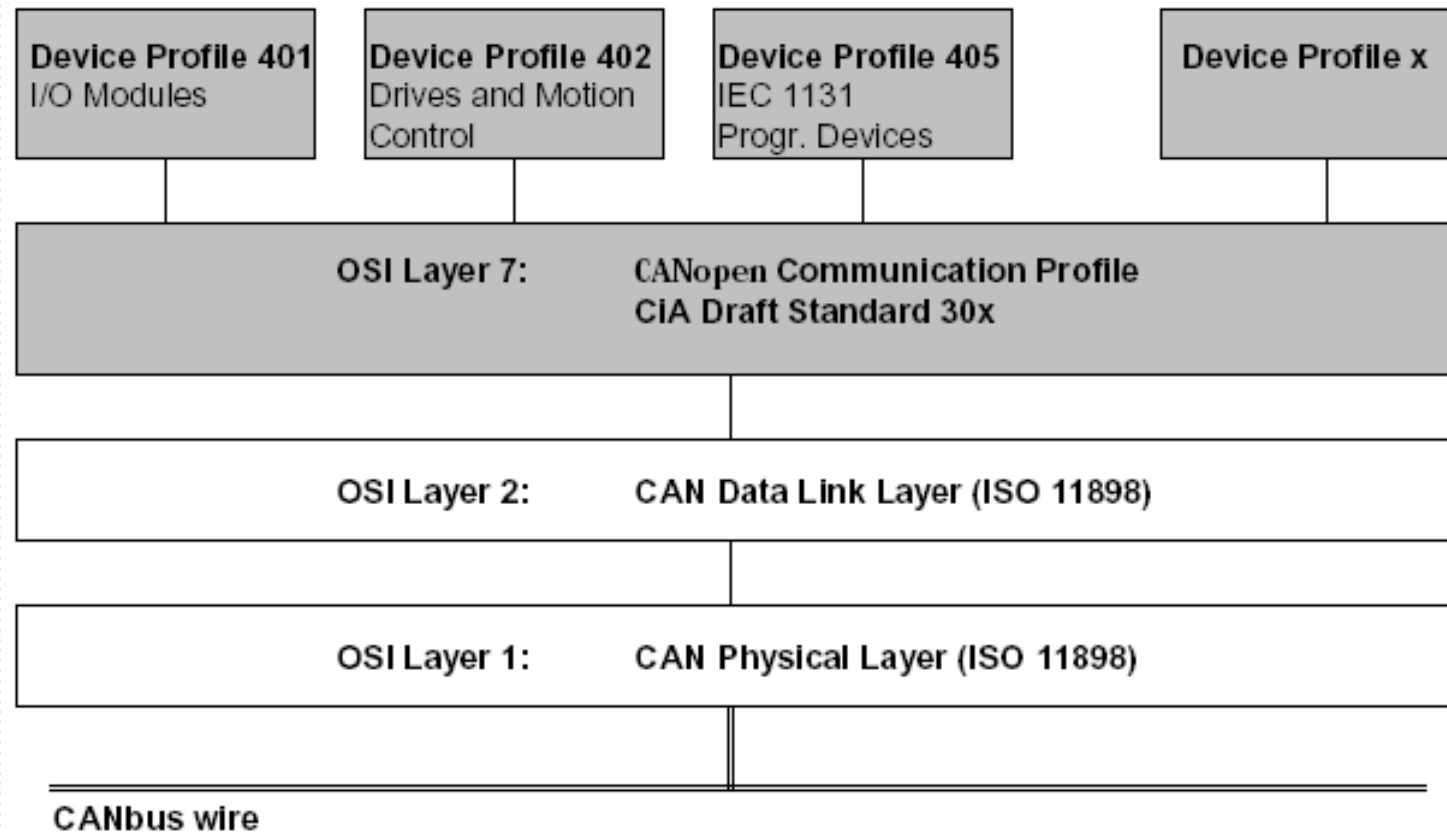 Device Profile 401
I/O Modules
Device Profile 402
Drives and Motion
Control
Device Profile 405
IEC 1131
Progr. Devices
Device Profile x
OSI Layer 7: CANopen Communication Profile
CiA Draft Standard 30x
OSI Layer 2: CAN Data Link Layer (ISO 11898)
OSI Layer 1: CAN Physical Layer (ISO 11898)
CANbus wire